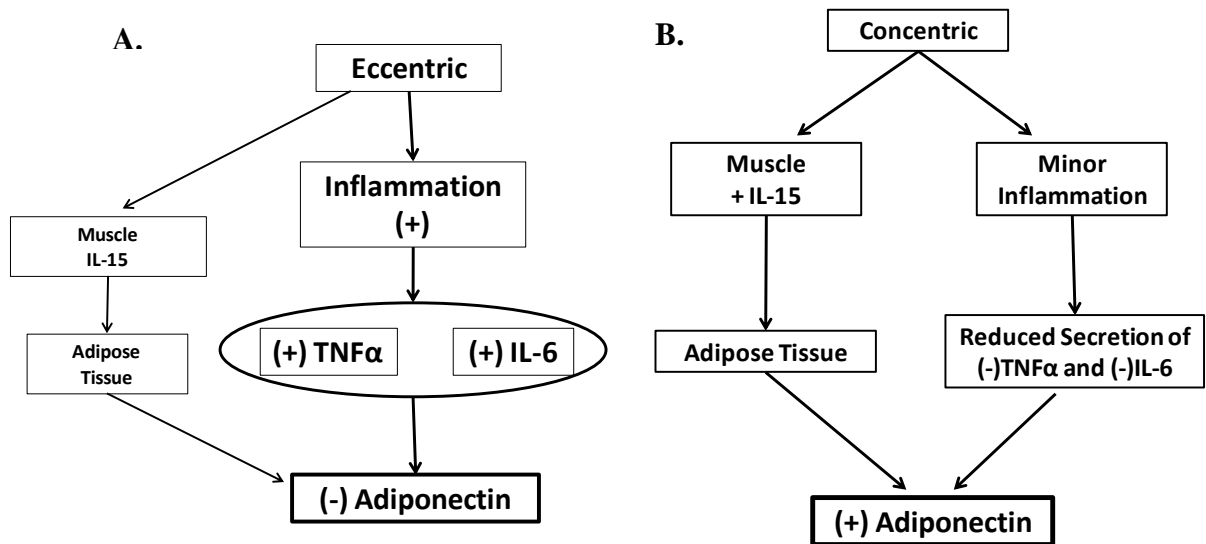 A.
Eccentric
Inflammation
(+)
Muscle
IL-15
(+) TNFα
(+) IL-6
Adipose
Tissue
(-) Adiponectin
B.
Concentric
Muscle
+ IL-15
Minor
Inflammation
Adipose Tissue
Reduced Secretion of
(-)TNFα and (-)IL-6
(+) Adiponectin